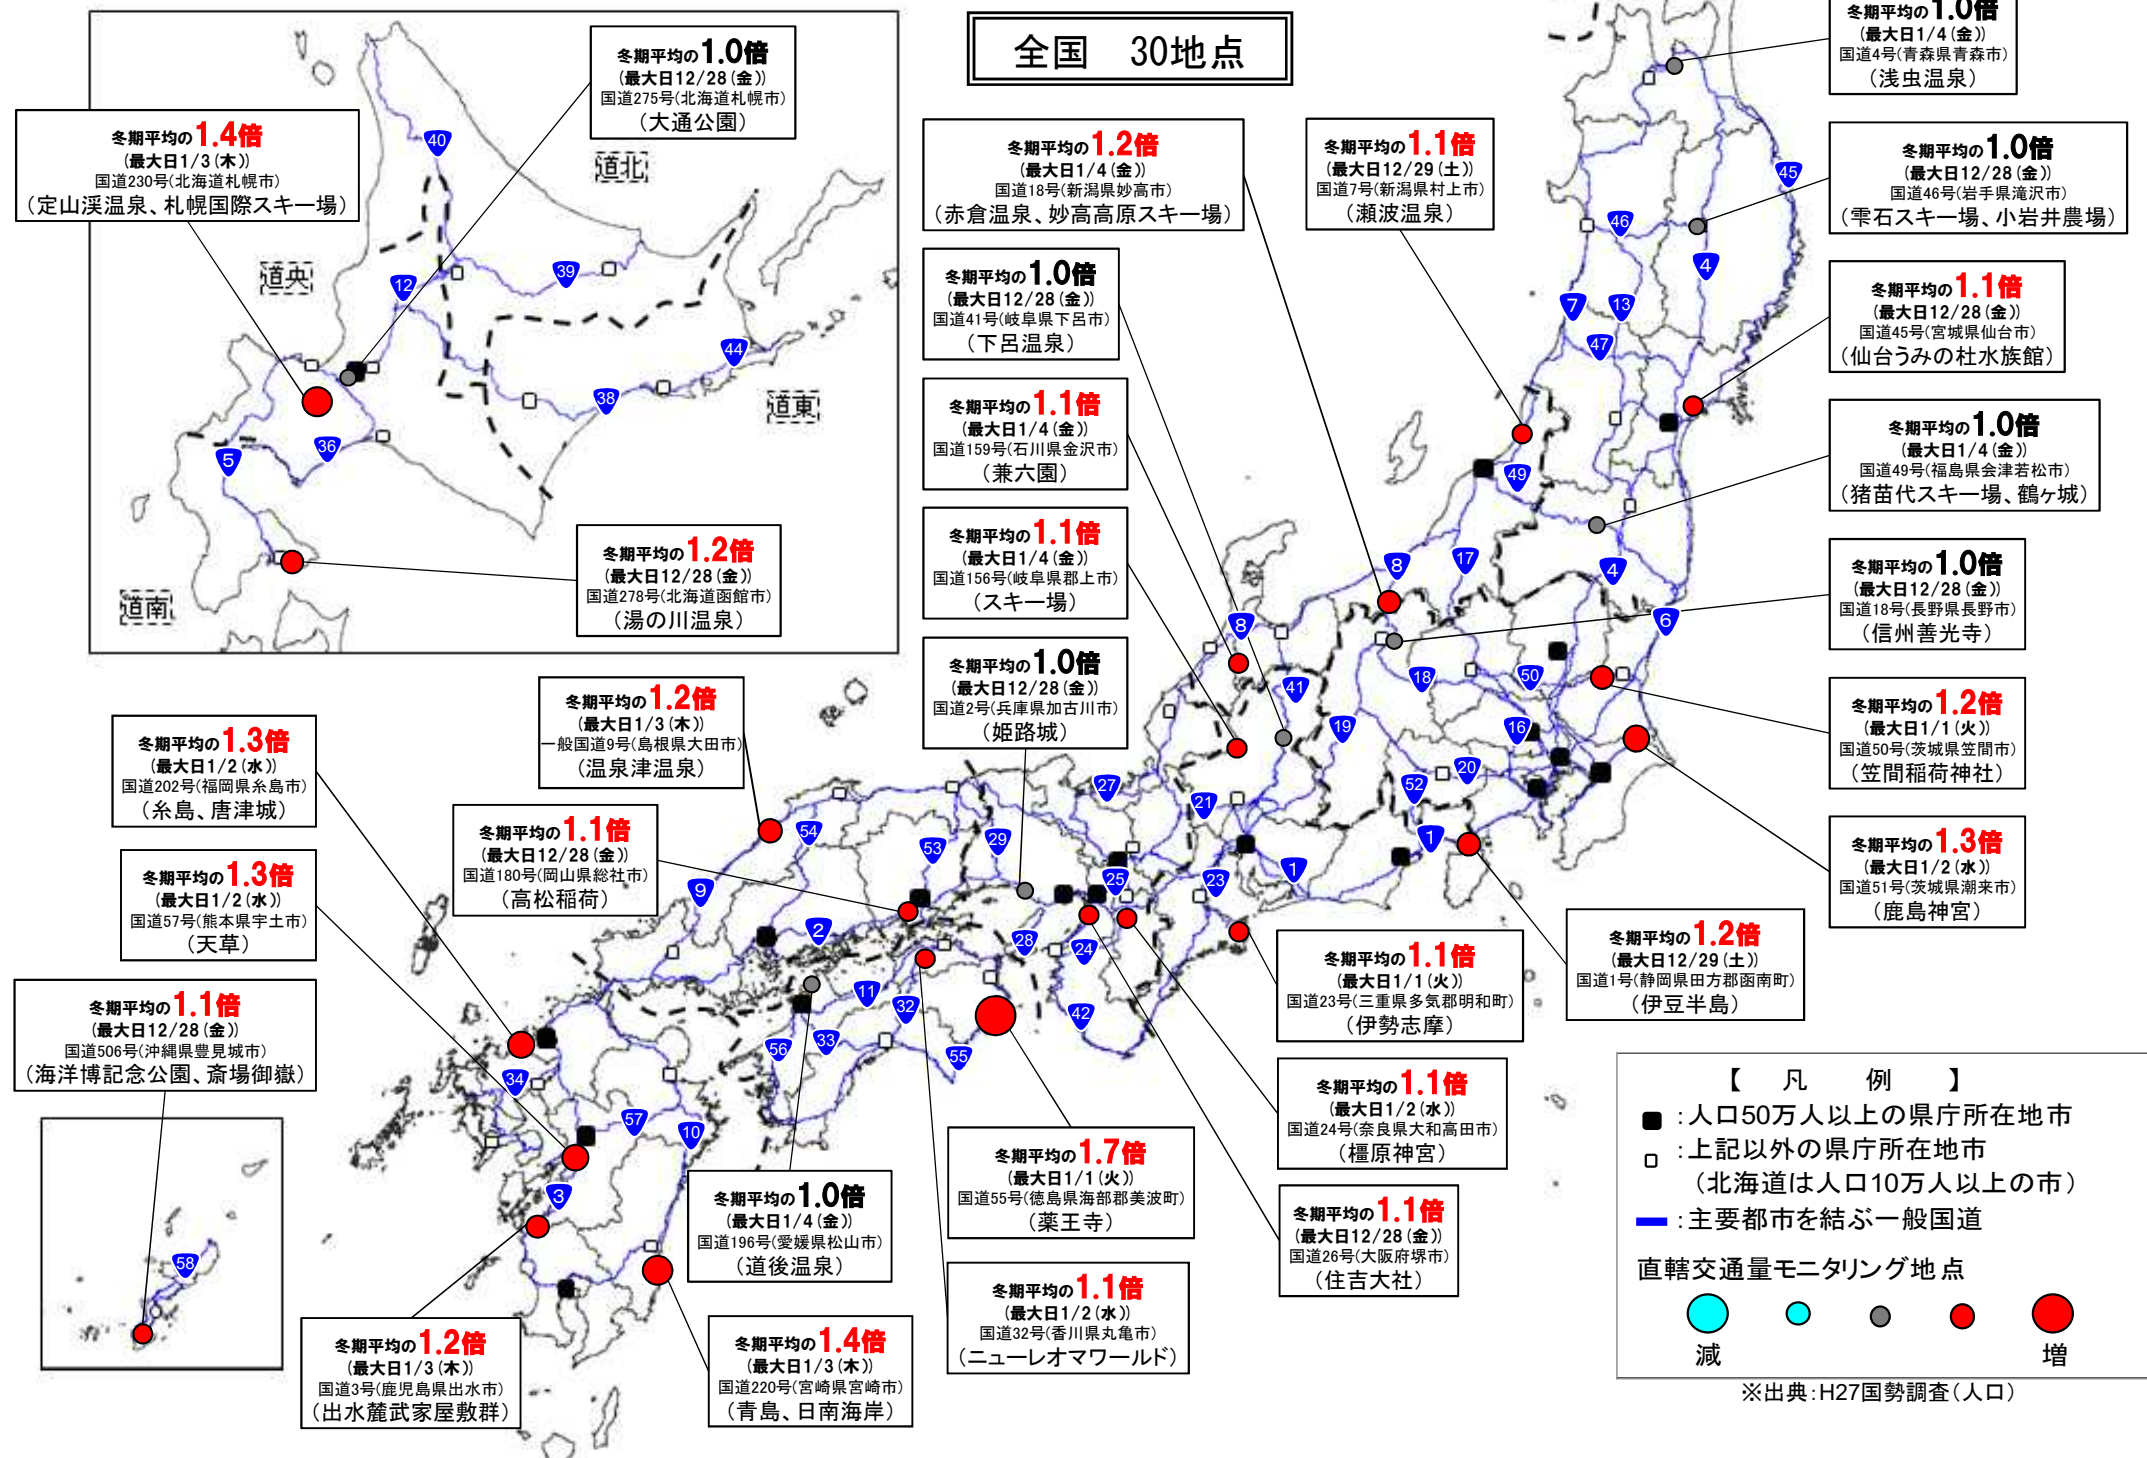 全国　30地点
冬期平均の1.0倍
(最大日12/28(金))
国道275号(北海道札幌市)
(大通公園)
冬期平均の1.4倍
(最大日1/3(木))
国道230号(北海道札幌市)
(定山渓温泉、札幌国際スキー場)
道北
道央
道東
道南
40
39
12
44
38
36
5
冬期平均の1.2倍
(最大日12/28(金))
国道278号(北海道函館市)
(湯の川温泉)
冬期平均の1.2倍
(最大日1/4(金))
国道18号(新潟県妙高市)
(赤倉温泉、妙高高原スキー場)
冬期平均の1.1倍
(最大日12/29(土))
国道7号(新潟県村上市)
(瀬波温泉)
冬期平均の1.0倍
(最大日12/28(金))
国道41号(岐阜県下呂市)
(下呂温泉)
冬期平均の1.1倍
(最大日1/4(金))
国道159号(石川県金沢市)
(兼六園)
冬期平均の1.1倍
(最大日1/4(金))
国道156号(岐阜県郡上市)
(スキー場)
冬期平均の1.0倍
(最大日12/28(金))
国道2号(兵庫県加古川市)
(姫路城)
冬期平均の1.0倍
(最大日1/4(金))
国道4号(青森県青森市)
(浅虫温泉)
冬期平均の1.0倍
(最大日12/28(金))
国道46号(岩手県滝沢市)
(雫石スキー場、小岩井農場)
冬期平均の1.1倍
(最大日12/28(金))
国道45号(宮城県仙台市)
(仙台うみの杜水族館)
冬期平均の1.0倍
(最大日1/4(金))
国道49号(福島県会津若松市)
(猪苗代スキー場、鶴ヶ城)
冬期平均の1.0倍
(最大日12/28(金))
国道18号(長野県長野市)
(信州善光寺)
冬期平均の1.2倍
(最大日1/1(火))
国道50号(茨城県笠間市)
(笠間稲荷神社)
冬期平均の1.3倍
(最大日1/2(水))
国道51号(茨城県潮来市)
(鹿島神宮)
冬期平均の1.2倍
(最大日12/29(土))
国道1号(静岡県田方郡函南町)
(伊豆半島)
冬期平均の1.1倍
(最大日1/1(火))
国道23号(三重県多気郡明和町)
(伊勢志摩)
冬期平均の1.1倍
(最大日1/2(水))
国道24号(奈良県大和高田市)
(橿原神宮)
冬期平均の1.1倍
(最大日12/28(金))
国道26号(大阪府堺市)
(住吉大社)
冬期平均の1.7倍
(最大日1/1(火))
国道55号(徳島県海部郡美波町)
(薬王寺)
冬期平均の1.1倍
(最大日1/2(水))
国道32号(香川県丸亀市)
(ニューレオマワールド)
冬期平均の1.0倍
(最大日1/4(金))
国道196号(愛媛県松山市)
(道後温泉)
冬期平均の1.4倍
(最大日1/3(木))
国道220号(宮崎県宮崎市)
(青島、日南海岸)
冬期平均の1.2倍
(最大日1/3(木))
国道3号(鹿児島県出水市)
(出水麓武家屋敷群)
冬期平均の1.2倍
(最大日1/3(木))
一般国道9号(島根県大田市)
(温泉津温泉)
冬期平均の1.1倍
(最大日12/28(金))
国道180号(岡山県総社市)
(高松稲荷)
冬期平均の1.3倍
(最大日1/2(水))
国道202号(福岡県糸島市)
(糸島、唐津城)
冬期平均の1.3倍
(最大日1/2(水))
国道57号(熊本県宇土市)
(天草)
冬期平均の1.1倍
(最大日12/28(金))
国道506号(沖縄県豊見城市)
(海洋博記念公園、斎場御嶽)
45
46
4
7
13
47
49
8
17
4
6
8
41
18
50
19
16
20
52
27
21
1
1
23
25
29
53
54
9
2
28
24
11
32
42
33
56
55
34
57
10
3
58
【　凡　例　】
■:人口50万人以上の県庁所在地市
□:上記以外の県庁所在地市
(北海道は人口10万人以上の市)
:主要都市を結ぶ一般国道
直轄交通量モニタリング地点
減
増
※出典:H27国勢調査(人口)